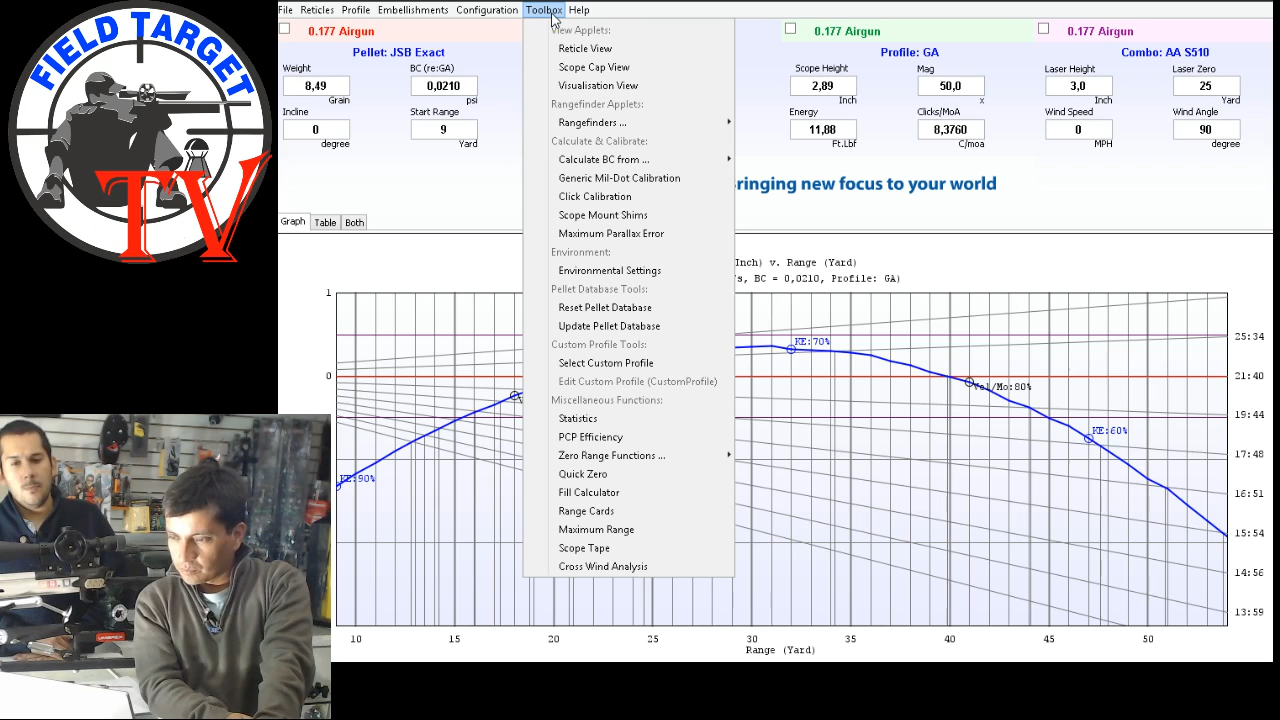 FIELD TARGET
TV
File Reticles Profile Embellishments Configuration Toolbox Help
0.177 Airgun
0.177 Airgun
0.177 Airgun
Pellet: JSB Exact
Profile: GA
Combo: AA S510
Weight
BC (re:GA)
Scope Height
Mag
Laser Height
Laser Zero
8,49
0,0210
2,89
50,0
3,0
25
Grain
psi
Inch
x
Inch
Yard
Incline
Start Range
Energy
Clicks/MoA
Wind Speed
Wind Angle
0
9
11,88
8,3760
0
90
degree
Yard
Ft.Lbf
C/moa
MPH
degree
ringing new focus to your world
Graph Table Both
View Applets:
Reticle View
Scope Cap View
Visualisation View
Rangefinder Applets:
Rangefinders ...
Calculate & Calibrate:
Calculate BC from ...
Generic Mil-Dot Calibration
Click Calibration
Scope Mount Shims
Maximum Parallax Error
Environment:
Environmental Settings
Pellet Database Tools:
Reset Pellet Database
Update Pellet Database
Custom Profile Tools:
Select Custom Profile
Edit Custom Profile (CustomProfile)
Miscellaneous Functions:
Statistics
PCP Efficiency
Zero Range Functions ...
Quick Zero
Fill Calculator
Range Cards
Maximum Range
Scope Tape
Cross Wind Analysis
Inch) v. Range (Yard)
s, BC = 0,0210, Profile: GA)
1
0
KE:90%
KE:70%
Vel/Mo:80%
KE:60%
25:34
21:40
19:44
17:48
16:51
15:54
14:56
13:59
10 15 20 25 30 35 40 45 50
Range (Yard)